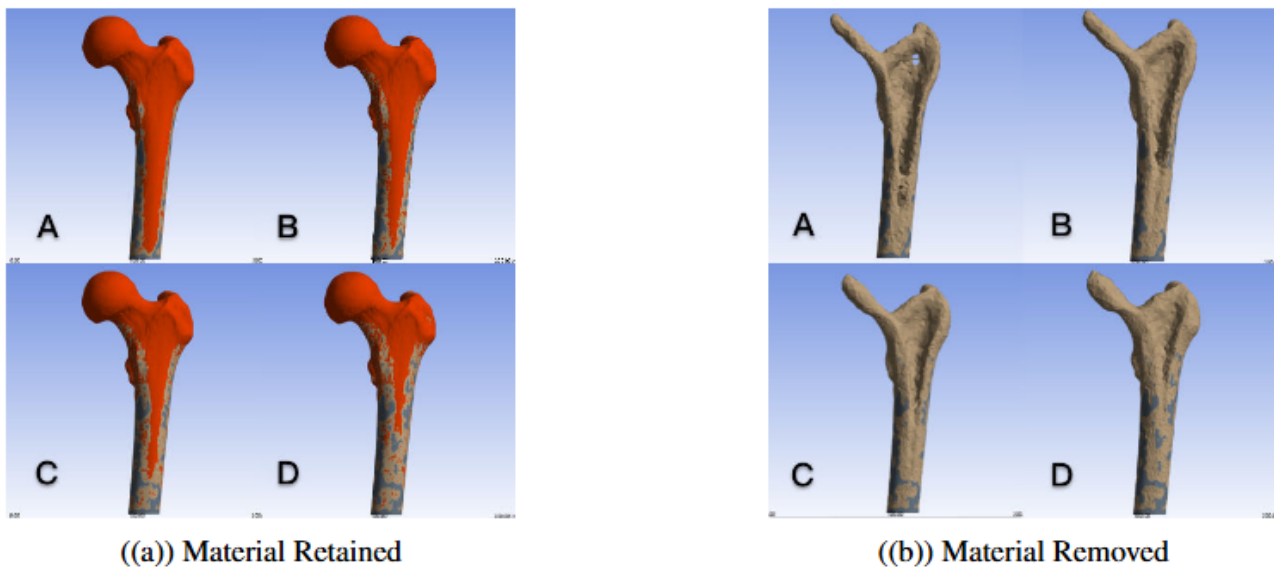 A B A B
C D C D
((a)) Material Retained ((b)) Material Removed